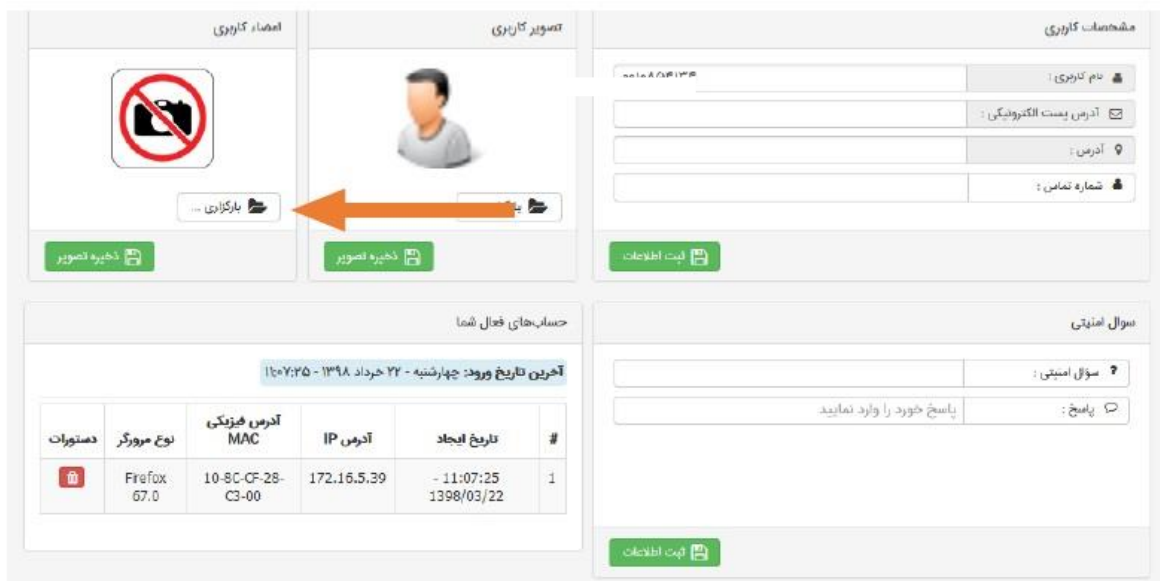 مشخصات کاربری
نام کاربری :
آدرس پست الکترونیکی :
آدرس :
شماره تماس :
ثبت اطلاعات
تصویر کاربری
ذخیره تصویر
امضاء کاربری
بارگزاری ...
ذخیره تصویر
سوال امنیتی
? سؤال امنیتی :
پاسخ : پاسخ خورد را وارد نمایید
ثبت اطلاعات
حساب‌های فعال شما
آخرین تاریخ ورود: چهارشنبه - ۲۲ خرداد ۱۳۹۸ - ۱۱:۰۷:۲۵
# تاریخ ایجاد آدرس IP آدرس فیزیکی MAC نوع مرورگر دستورات
1 11:07:25 - 1398/03/22 172.16.5.39 10-8C-CF-28-C3-00 Firefox 67.0